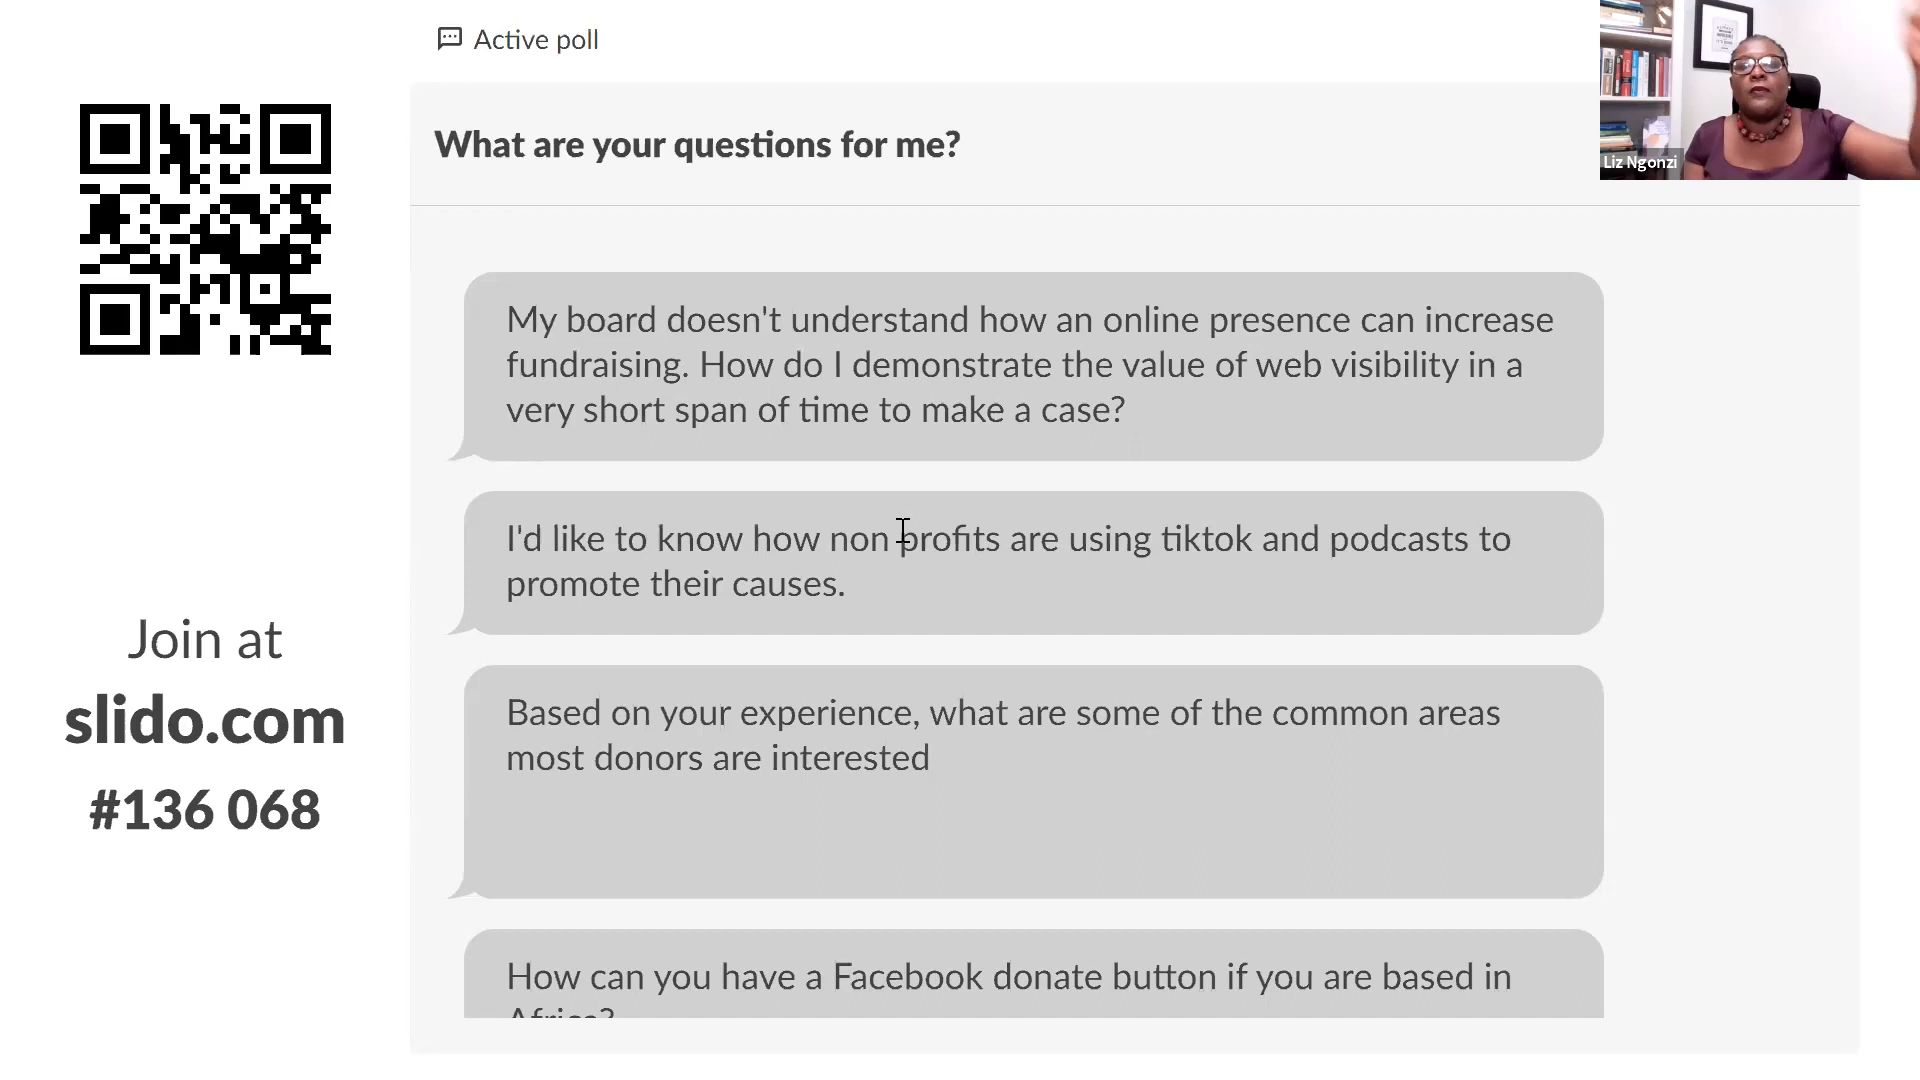 Active poll
What are your questions for me?
Liz Ngonzi
My board doesn't understand how an online presence can increase
fundraising. How do I demonstrate the value of web visibility in a
very short span of time to make a case?
I'd like to know how non profits are using tiktok and podcasts to
promote their causes.
Based on your experience, what are some of the common areas
most donors are interested
How can you have a Facebook donate button if you are based in
Africa?
Join at
slido.com
#136 068